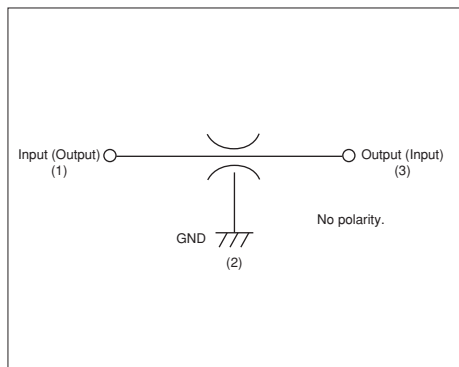 Input (Output)
(1)
Output (Input)
(3)
No polarity.
GND
(2)